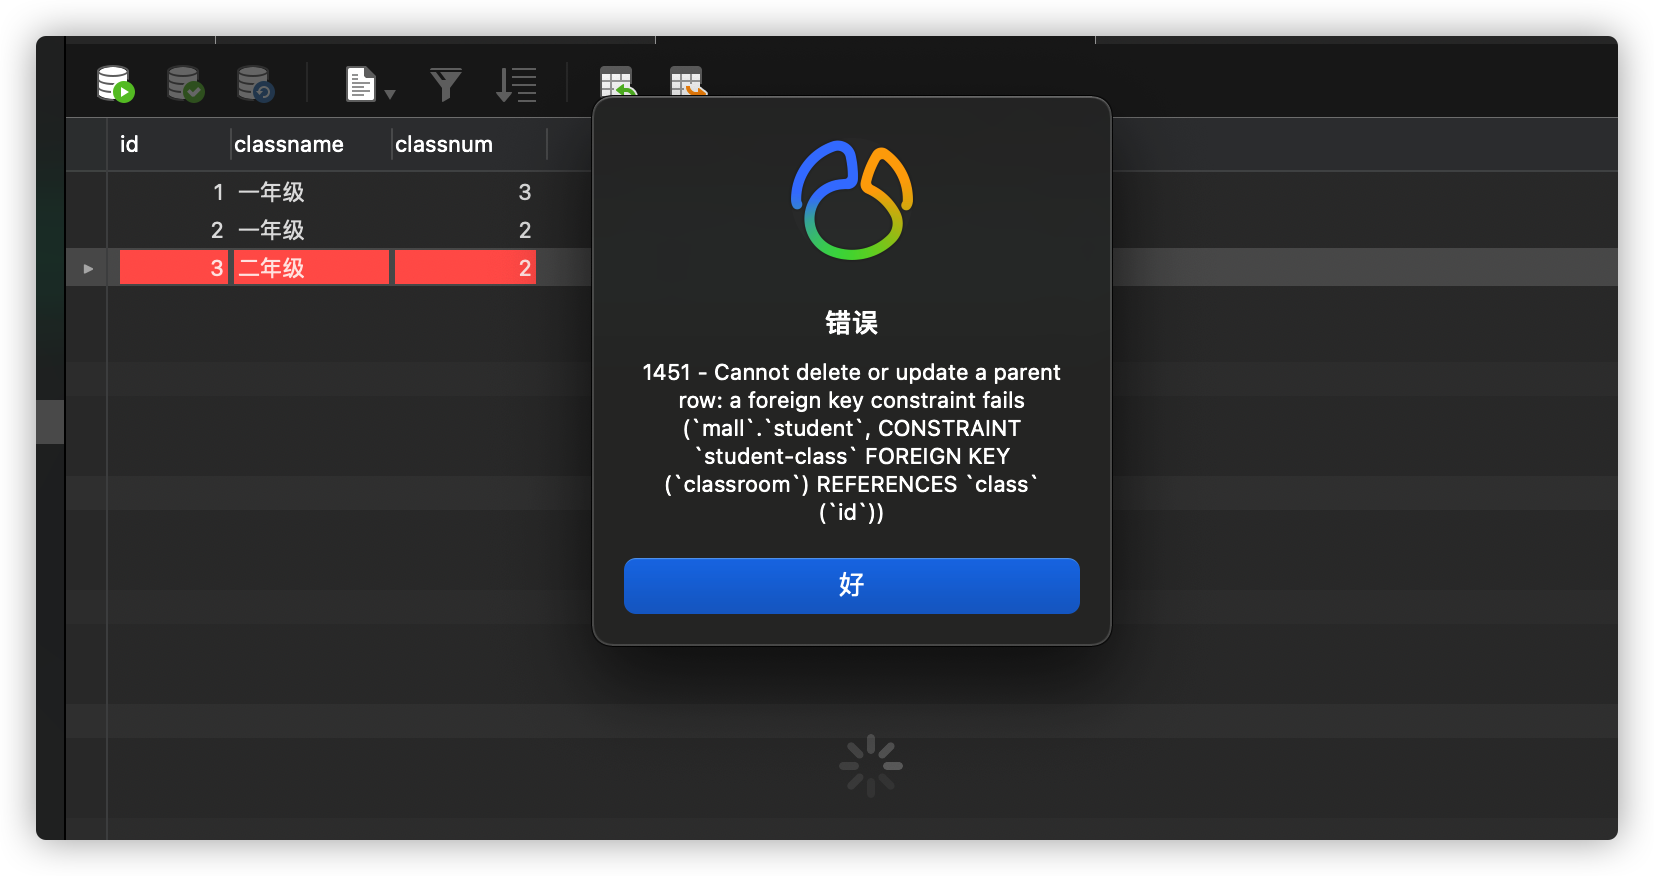 id classname classnum
1 一年级 3
2 一年级 2
3 二年级 2
错误
1451 - Cannot delete or update a parent
row: a foreign key constraint fails
(`mall`.`student`, CONSTRAINT
`student-class` FOREIGN KEY
(`classroom`) REFERENCES `class`
(`id`))
好